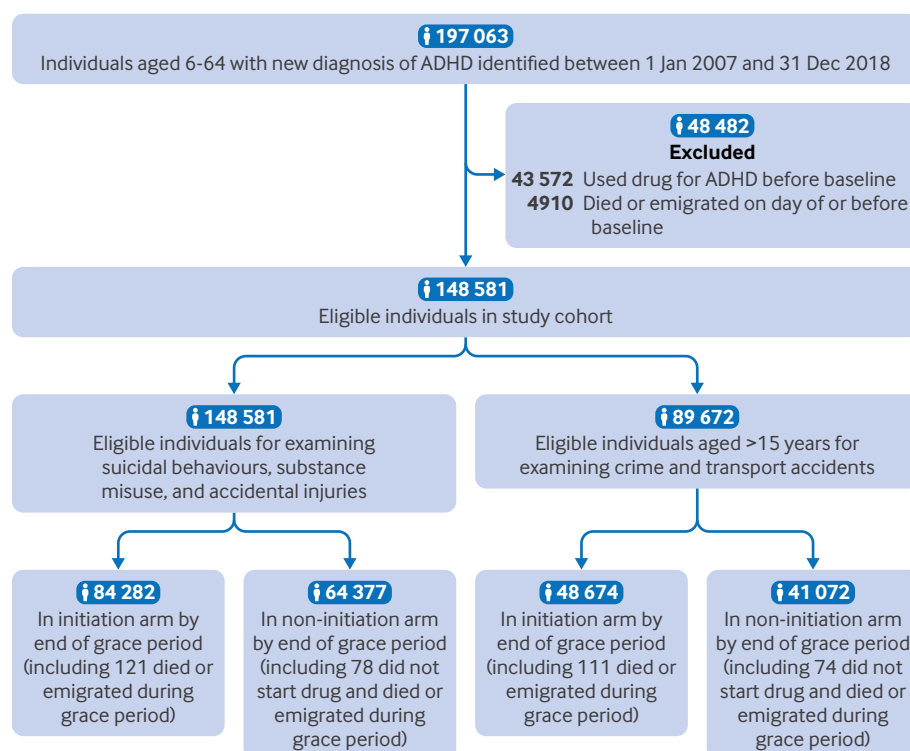 197 063
Individuals aged 6-64 with new diagnosis of ADHD identified between 1 Jan 2007 and 31 Dec 2018
48 482
Excluded
43 572 Used drug for ADHD before baseline
4910 Died or emigrated on day of or before
baseline
148 581
Eligible individuals in study cohort
148 581
Eligible individuals for examining
suicidal behaviours, substance
misuse, and accidental injuries
89 672
Eligible individuals aged >15 years for
examining crime and transport accidents
84 282
In initiation arm by
end of grace period
(including 121 died or
emigrated during
grace period)
64 377
In non-initiation arm
by end of grace period
(including 78 did not
start drug and died or
emigrated during
grace period)
48 674
In initiation arm by
end of grace period
(including 111 died or
emigrated during
grace period)
41 072
In non-initiation arm
by end of grace period
(including 74 did not
start drug and died or
emigrated during
grace period)